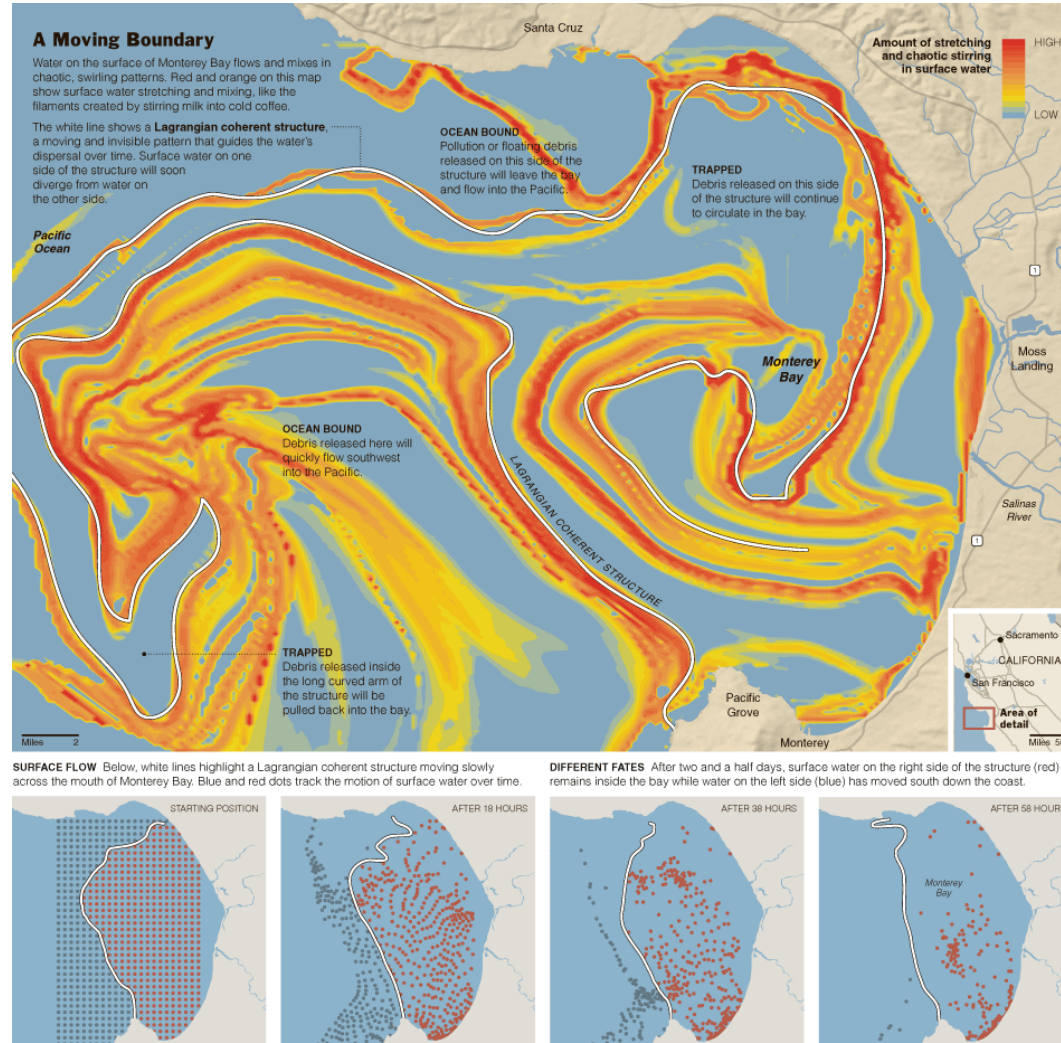 A Moving Boundary
Water on the surface of Monterey Bay flows and mixes in
chaotic, swirling patterns. Red and orange on this map
show surface water stretching and mixing, like the
filaments created by stirring milk into cold coffee.
The white line shows a Lagrangian coherent structure,
a moving and invisible pattern that guides the water's
dispersal over time. Surface water on one
side of the structure will soon
diverge from water on
the other side.
Santa Cruz
Amount of stretching
and chaotic stirring
in surface water
HIGH
LOW
OCEAN BOUND
Pollution or floating debris
released on this side of the
structure will leave the bay
and flow into the Pacific.
TRAPPED
Debris released on this side
of the structure will continue
to circulate in the bay.
Pacific
Ocean
1
Moss
Landing
Monterey
Bay
OCEAN BOUND
Debris released here will
quickly flow southwest
into the Pacific.
LAGRANGIAN COHERENT STRUCTURE
Salinas
River
1
TRAPPED
Debris released inside
the long curved arm
of the structure will be
pulled back into the bay.
Pacific
Grove
Monterey
Miles 2
Sacramento
CALIFORNIA
San Francisco
Area of
detail
Miles
SURFACE FLOW Below, white lines highlight a Lagrangian coherent structure moving slowly
across the mouth of Monterey Bay. Blue and red dots track the motion of surface water over time.
DIFFERENT FATES After two and a half days, surface water on the right side of the structure (red)
remains inside the bay while water on the left side (blue) has moved south down the coast.
STARTING POSITION
AFTER 18 HOURS
AFTER 38 HOURS
AFTER 58 HOURS
Monterey
Bay